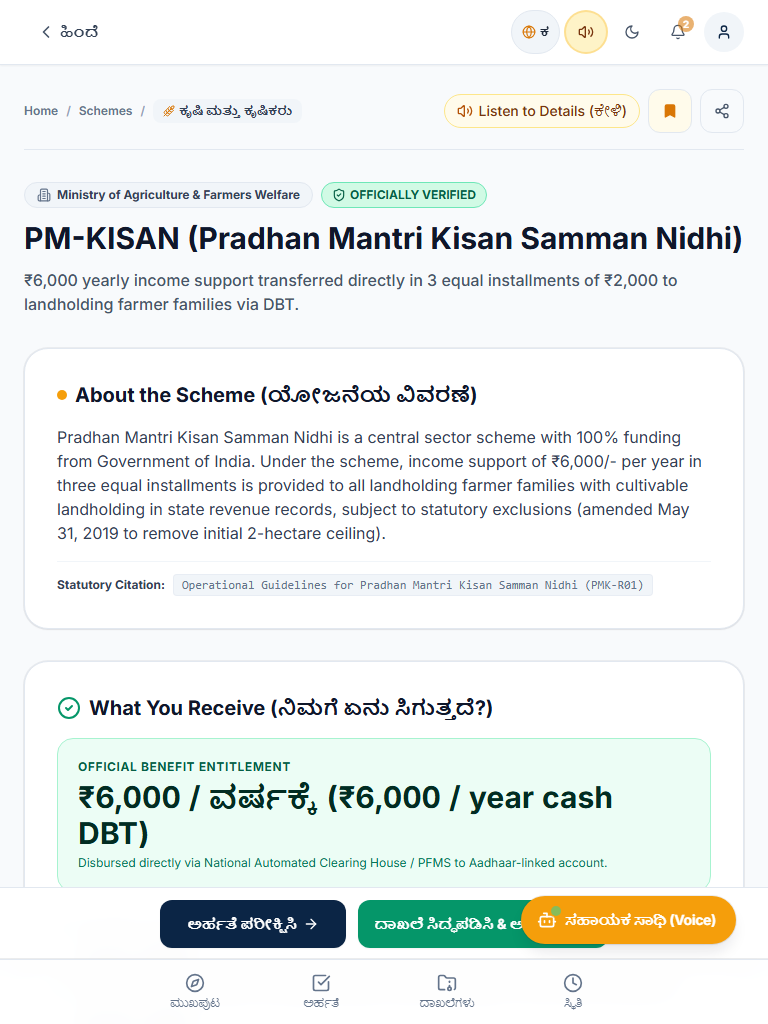 ಹಿಂದೆ
ಕ
2
Home / Schemes / ಕೃಷಿ ಮತ್ತು ಕೃಷಿಕರು
Listen to Details (ಕೇಳಿ)
Ministry of Agriculture & Farmers Welfare
OFFICIALLY VERIFIED
PM-KISAN (Pradhan Mantri Kisan Samman Nidhi)
₹6,000 yearly income support transferred directly in 3 equal installments of ₹2,000 to
landholding farmer families via DBT.
About the Scheme (ಯೋಜನೆಯ ವಿವರಣೆ)
Pradhan Mantri Kisan Samman Nidhi is a central sector scheme with 100% funding
from Government of India. Under the scheme, income support of ₹6,000/- per year in
three equal installments is provided to all landholding farmer families with cultivable
landholding in state revenue records, subject to statutory exclusions (amended May
31, 2019 to remove initial 2-hectare ceiling).
Statutory Citation: Operational Guidelines for Pradhan Mantri Kisan Samman Nidhi (PMK-R01)
What You Receive (ನಿಮಗೆ ಏನು ಸಿಗುತ್ತದೆ?)
OFFICIAL BENEFIT ENTITLEMENT
₹6,000 / ವರ್ಷಕ್ಕೆ (₹6,000 / year cash
DBT)
Disbursed directly via National Automated Clearing House / PFMS to Aadhaar-linked account.
ಅರ್ಹತೆ ಪರೀಕ್ಷಿಸಿ →
ದಾಖಲೆ ಸಿದ್ಧಪಡಿಸಿ &
ಸಹಾಯಕ ಸಾಥಿ (Voice)
ಮುಖಪುಟ
ಅರ್ಹತೆ
ದಾಖಲೆಗಳು
ಸ್ಥಿತಿ